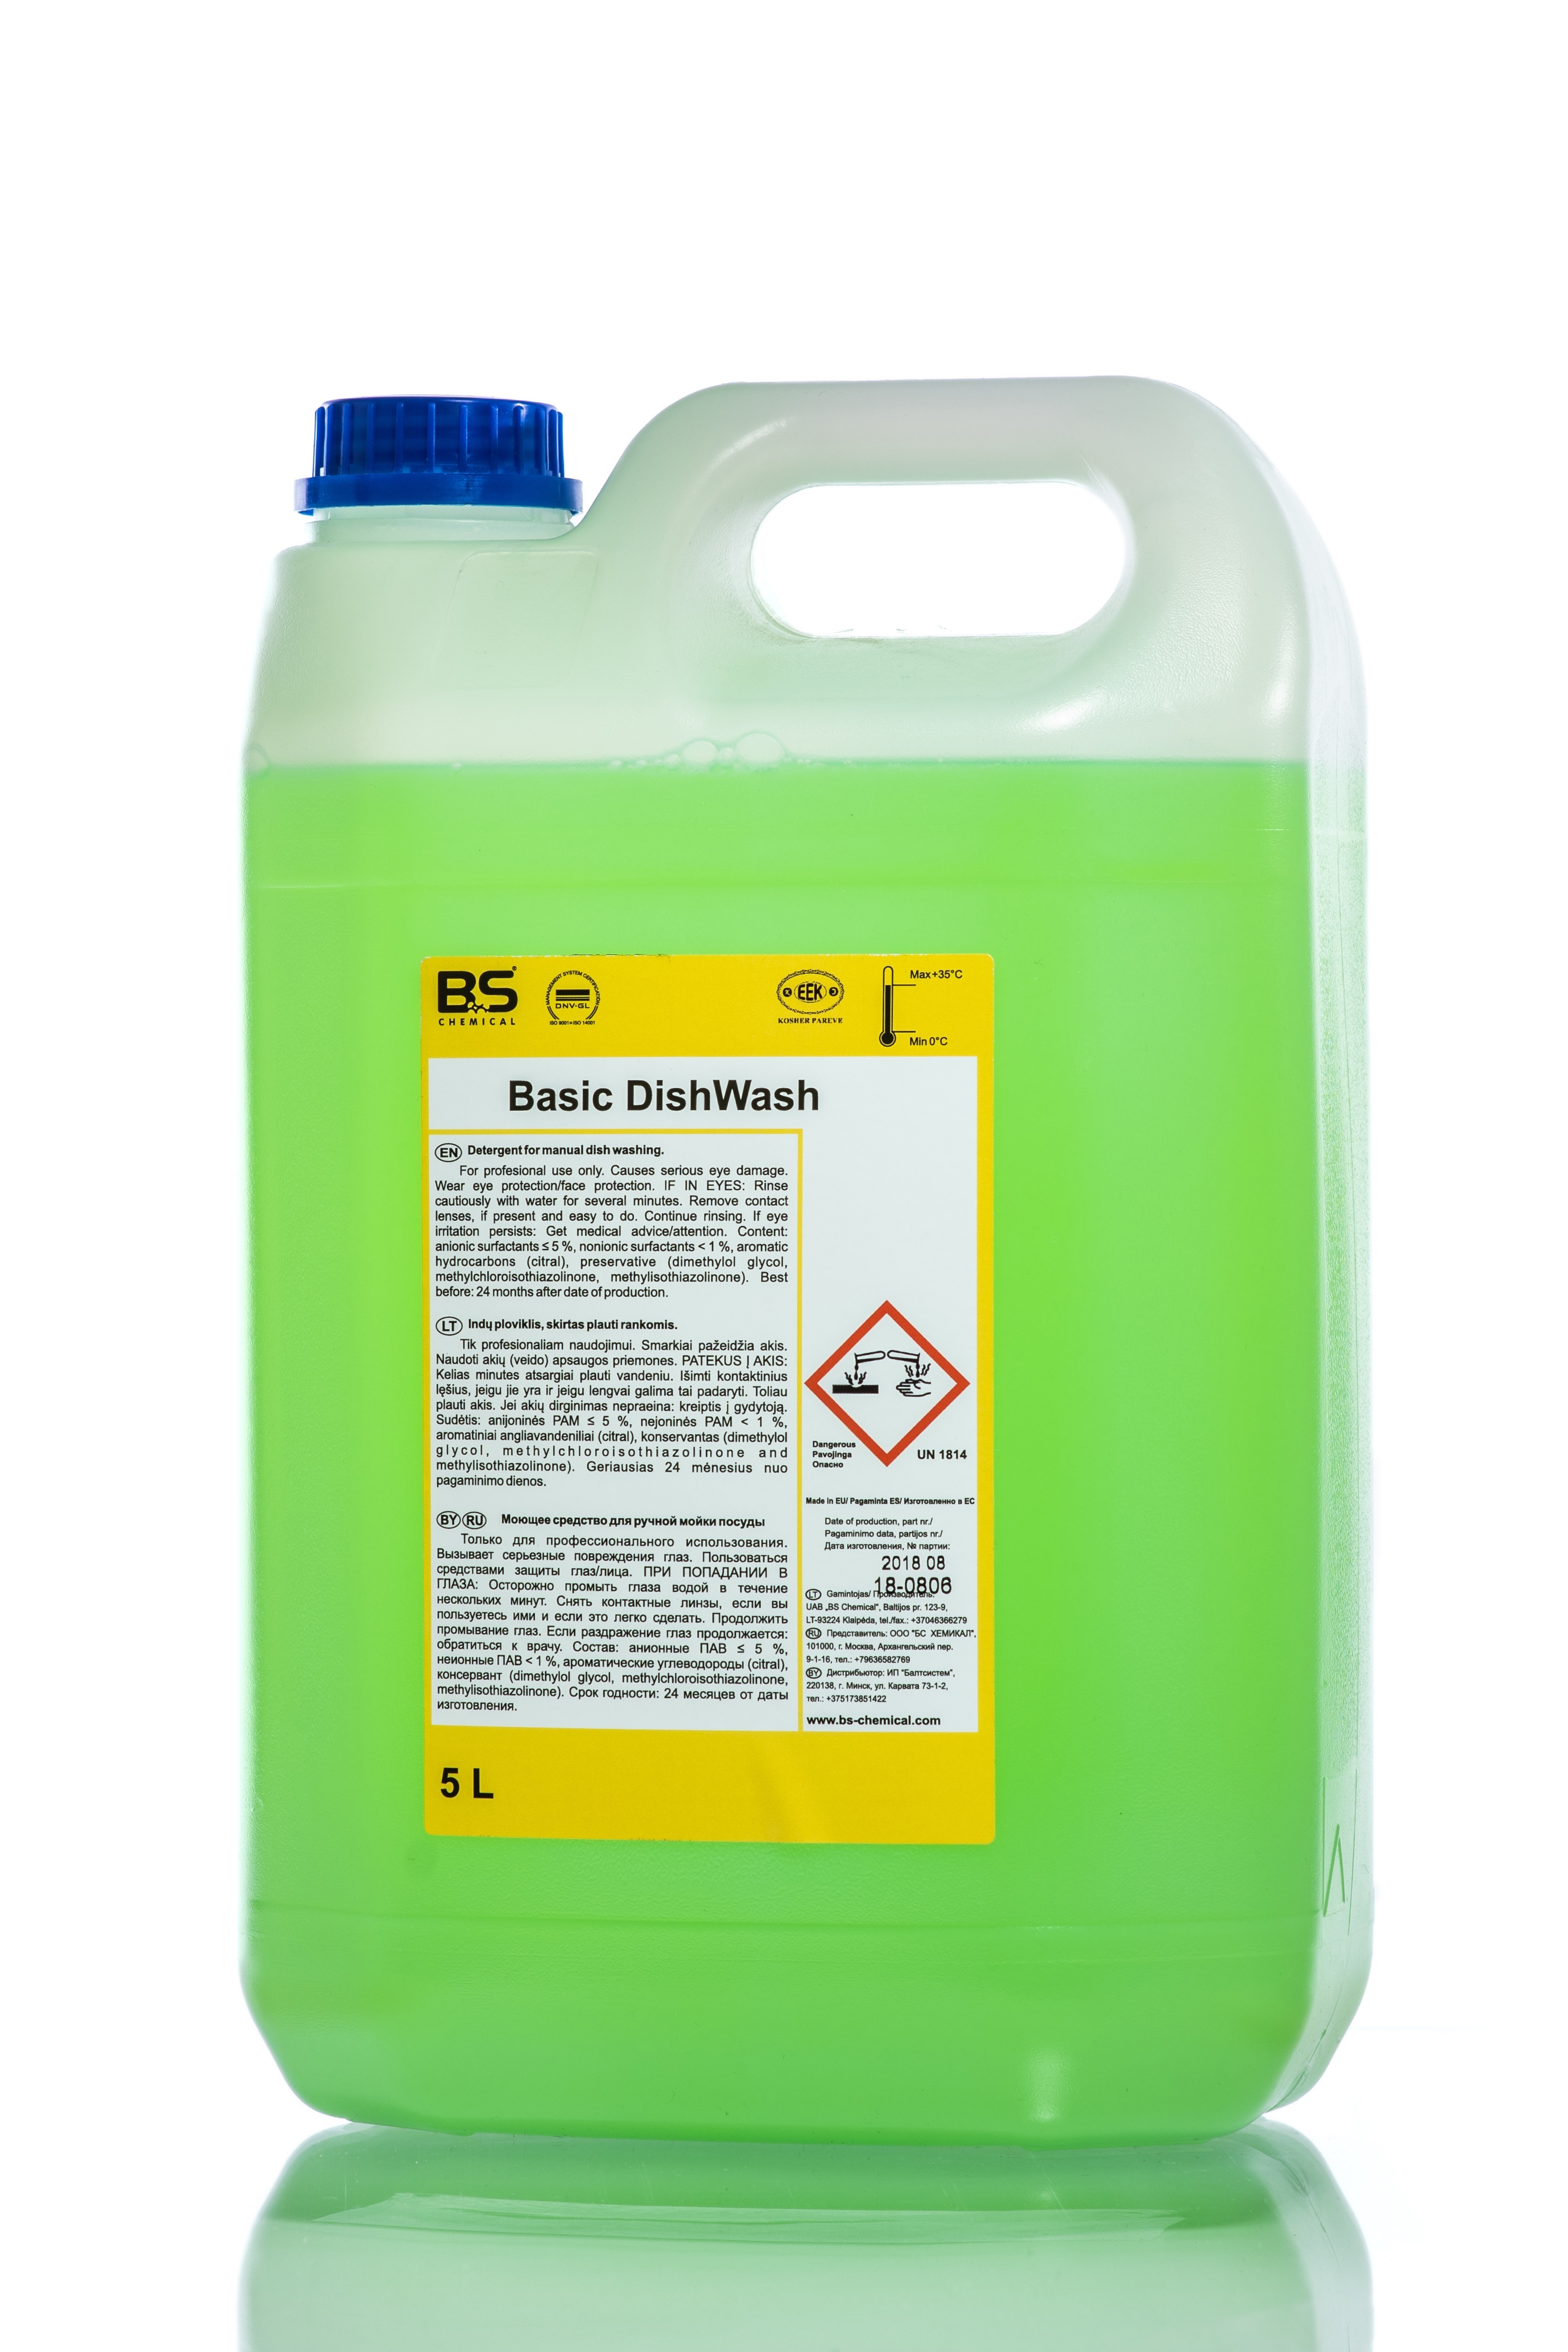 BS®
CHEMICAL
MANAGEMENT SYSTEM CERTIFICATION
DNV·GL
ISO 9001=ISO 14001
K EEK
KOSHER PAREVE
Max+35°C
Min 0°C
Basic DishWash
EN Detergent for manual dish washing.
For profesional use only. Causes serious eye damage.
Wear eye protection/face protection. IF IN EYES: Rinse
cautiously with water for several minutes. Remove contact
lenses, if present and easy to do. Continue rinsing. If eye
irritation persists: Get medical advice/attention. Content:
anionic surfactants ≤ 5 %, nonionic surfactants < 1 %, aromatic
hydrocarbons (citral), preservative (dimethylol glycol,
methylchloroisothiazolinone, methylisothiazolinone). Best
before: 24 months after date of production.
LT Indų ploviklis, skirtas plauti rankomis.
Tik profesionaliam naudojimui. Smarkiai pažeidžia akis.
Naudoti akių (veido) apsaugos priemones. PATEKUS Į AKIS:
Kelias minutes atsargiai plauti vandeniu. Išimti kontaktinius
lęšius, jeigu jie yra ir jeigu lengvai galima tai padaryti. Toliau
plauti akis. Jei akių dirginimas nepraeina: kreiptis į gydytoją.
Sudėtis: anijoninės PAM ≤ 5 %, nejoninės PAM < 1 %,
aromatiniai angliavandeniliai (citral), konservantas (dimethylol
glycol, methylchloroisothiazolinone and
methylisothiazolinone). Geriausias 24 mėnesius nuo
pagaminimo dienos.
BY RU Моющее средство для ручной мойки посуды
Только для профессионального использования.
Вызывает серьезные повреждения глаз. Пользоваться
средствами защиты глаз/лица. ПРИ ПОПАДАНИИ В
ГЛАЗА: Осторожно промыть глаза водой в течение
нескольких минут. Снять контактные линзы, если вы
пользуетесь ими и если это легко сделать. Продолжить
промывание глаз. Если раздражение глаз продолжается:
обратиться к врачу. Состав: анионные ПАВ ≤ 5 %,
неионные ПАВ < 1 %, ароматические углеводороды (citral),
консервант (dimethylol glycol, methylchloroisothiazolinone,
methylisothiazolinone). Срок годности: 24 месяцев от даты
изготовления.
Dangerous
Pavojinga
Опасно
UN 1814
Made in EU/ Pagaminta ES/ Изготовленно в ЕС
Date of production, part nr./
Pagaminimo data, partijos nr./
Дата изготовления, № партии:
2018 08
18-0806
LT Gamintojas/ Производитель:
UAB „BS Chemical", Baltijos pr. 123-9,
LT-93224 Klaipėda, tel./fax.: +37046366279
RU Представитель: ООО "БС ХЕМИКАЛ",
101000, г. Москва, Архангельский пер.
9-1-16, тел.: +79636582769
BY Дистрибьютор: ИП "Балтсистем",
220138, г. Минск, ул. Карвата 73-1-2,
тел.: +375173851422
www.bs-chemical.com
5 L